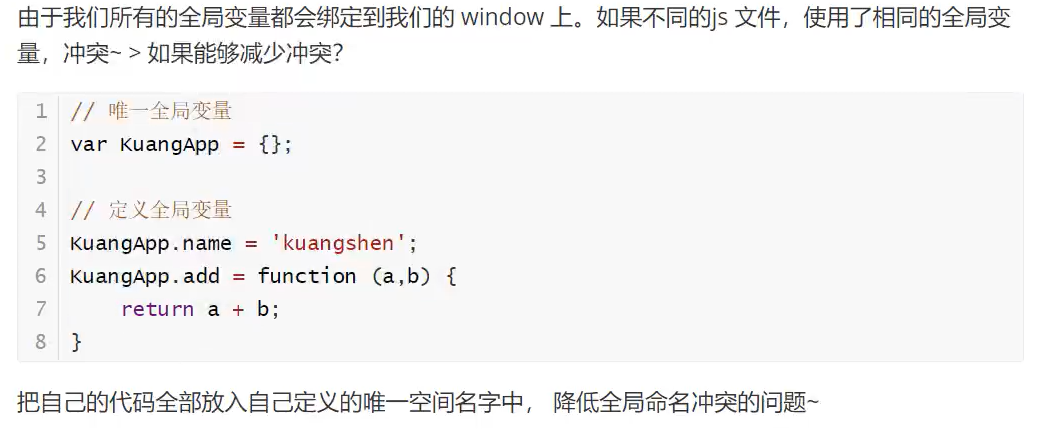 由于我们所有的全局变量都会绑定到我们的 window 上。如果不同的js 文件，使用了相同的全局变
量，冲突~ > 如果能够减少冲突？
1 // 唯一全局变量
2 var KuangApp = {};
3
4 // 定义全局变量
5 KuangApp.name = 'kuangshen';
6 KuangApp.add = function (a,b) {
7     return a + b;
8 }
把自己的代码全部放入自己定义的唯一空间名字中， 降低全局命名冲突的问题~